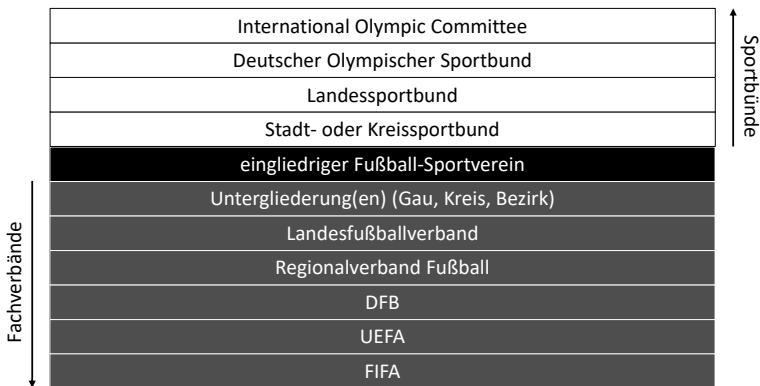 International Olympic Committee
Deutscher Olympischer Sportbund
Landessportbund
Stadt- oder Kreissportbund
Sportbünde
eingliedriger Fußball-Sportverein
Untergliederung(en) (Gau, Kreis, Bezirk)
Landesfußballverband
Regionalverband Fußball
DFB
UEFA
FIFA
Fachverbände